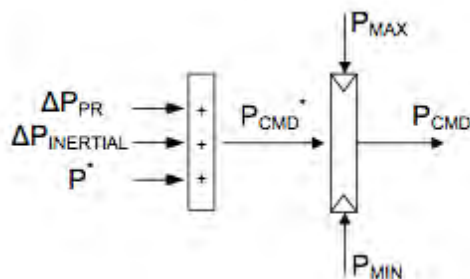 P_MAX
ΔP_PR
+
P_CMD*
P_CMD
ΔP_INERTIAL
+
P*
+
P_MIN